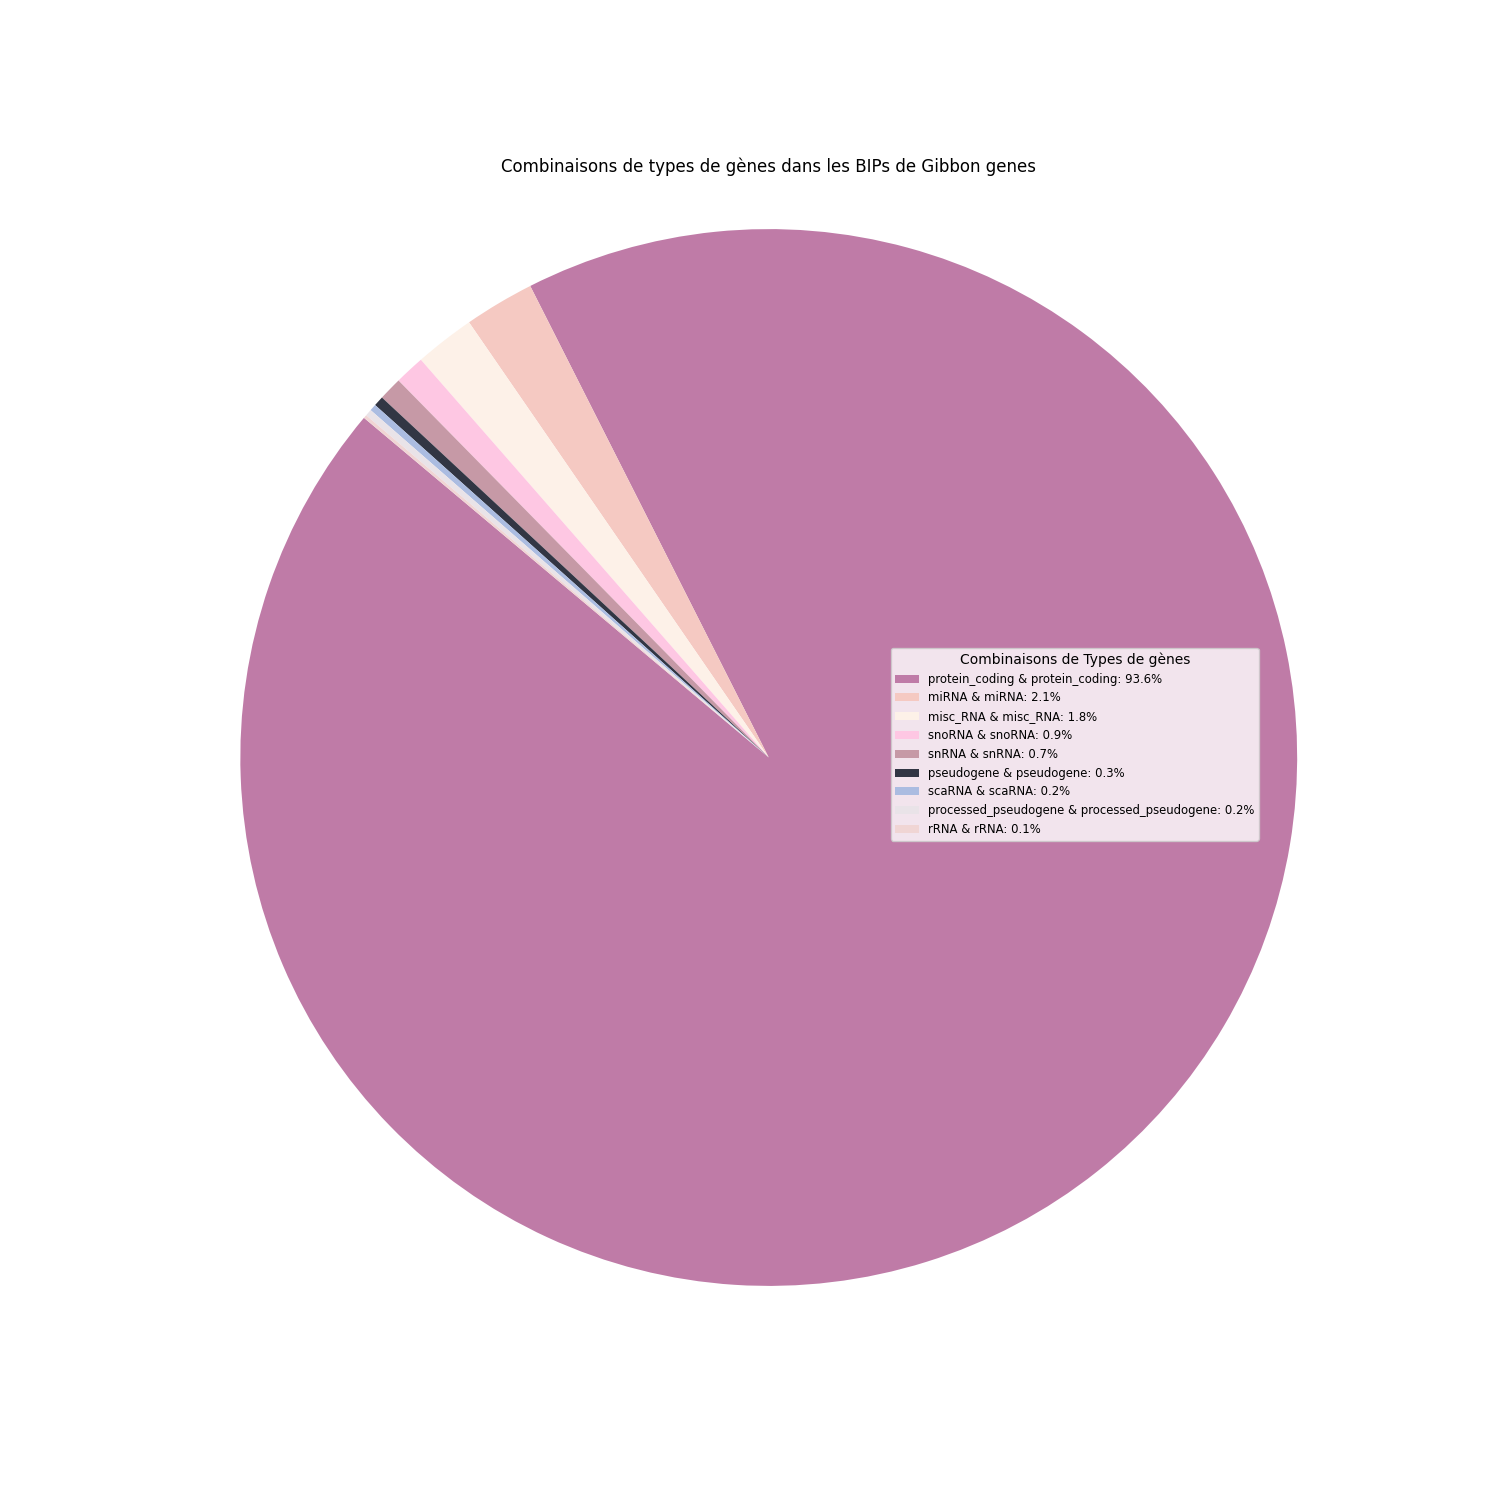 Combinaisons de types de gènes dans les BIPs de Gibbon genes
Combinaisons de Types de gènes
protein_coding & protein_coding: 93.6%
miRNA & miRNA: 2.1%
misc_RNA & misc_RNA: 1.8%
snoRNA & snoRNA: 0.9%
snRNA & snRNA: 0.7%
pseudogene & pseudogene: 0.3%
scaRNA & scaRNA: 0.2%
processed_pseudogene & processed_pseudogene: 0.2%
rRNA & rRNA: 0.1%